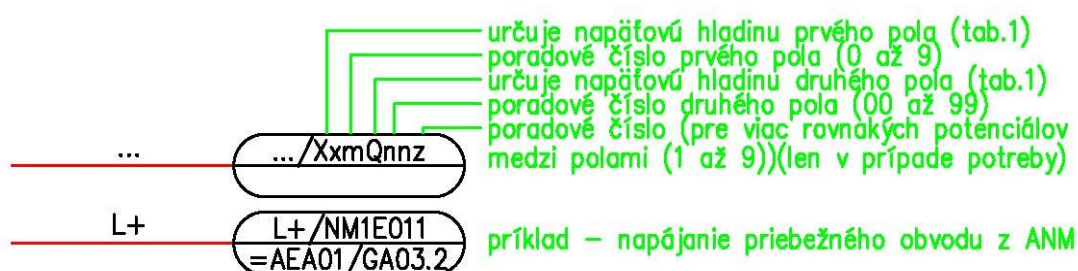 určuje napäťovú hladinu prvého pola (tab.1)
poradové číslo prvého pola (0 až 9)
určuje napäťovú hladinu druhého pola (tab.1)
poradové číslo druhého pola (00 až 99)
poradové číslo (pre viac rovnakých potenciálov
medzi polami (1 až 9))(len v prípade potreby)
...
.../XxmQnnz
L+
L+/NM1E011
=AEA01/GA03.2
príklad – napájanie priebežného obvodu z ANM